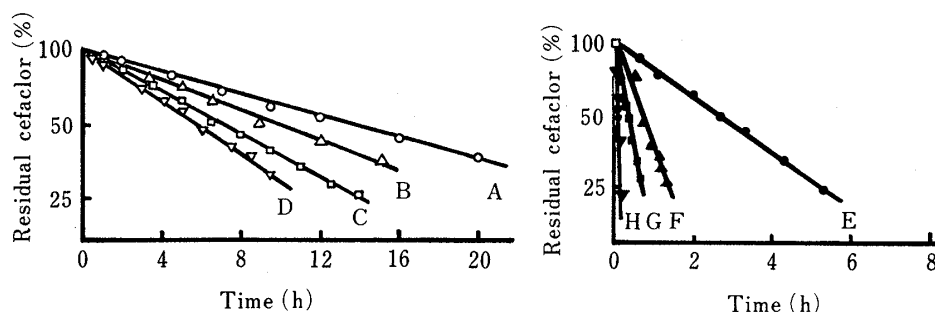 Residual cefaclor (%)
100
50
25
A
B
C
D
0
4
8
12
16
20
Time (h)
Residual cefaclor (%)
100
50
25
H G F
E
0
2
4
6
8
Time (h)